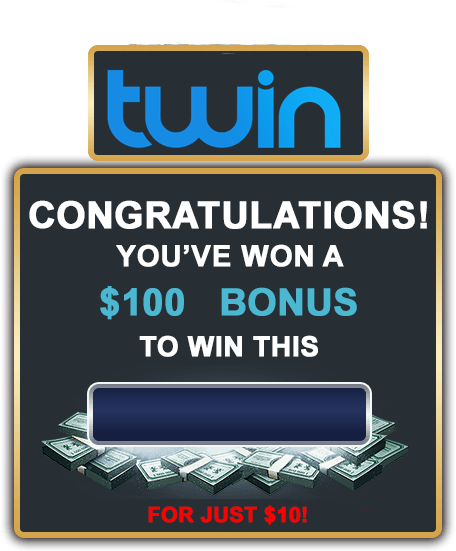 twin
CONGRATULATIONS!
YOU'VE WON A
$100 BONUS
TO WIN THIS
FOR JUST $10!